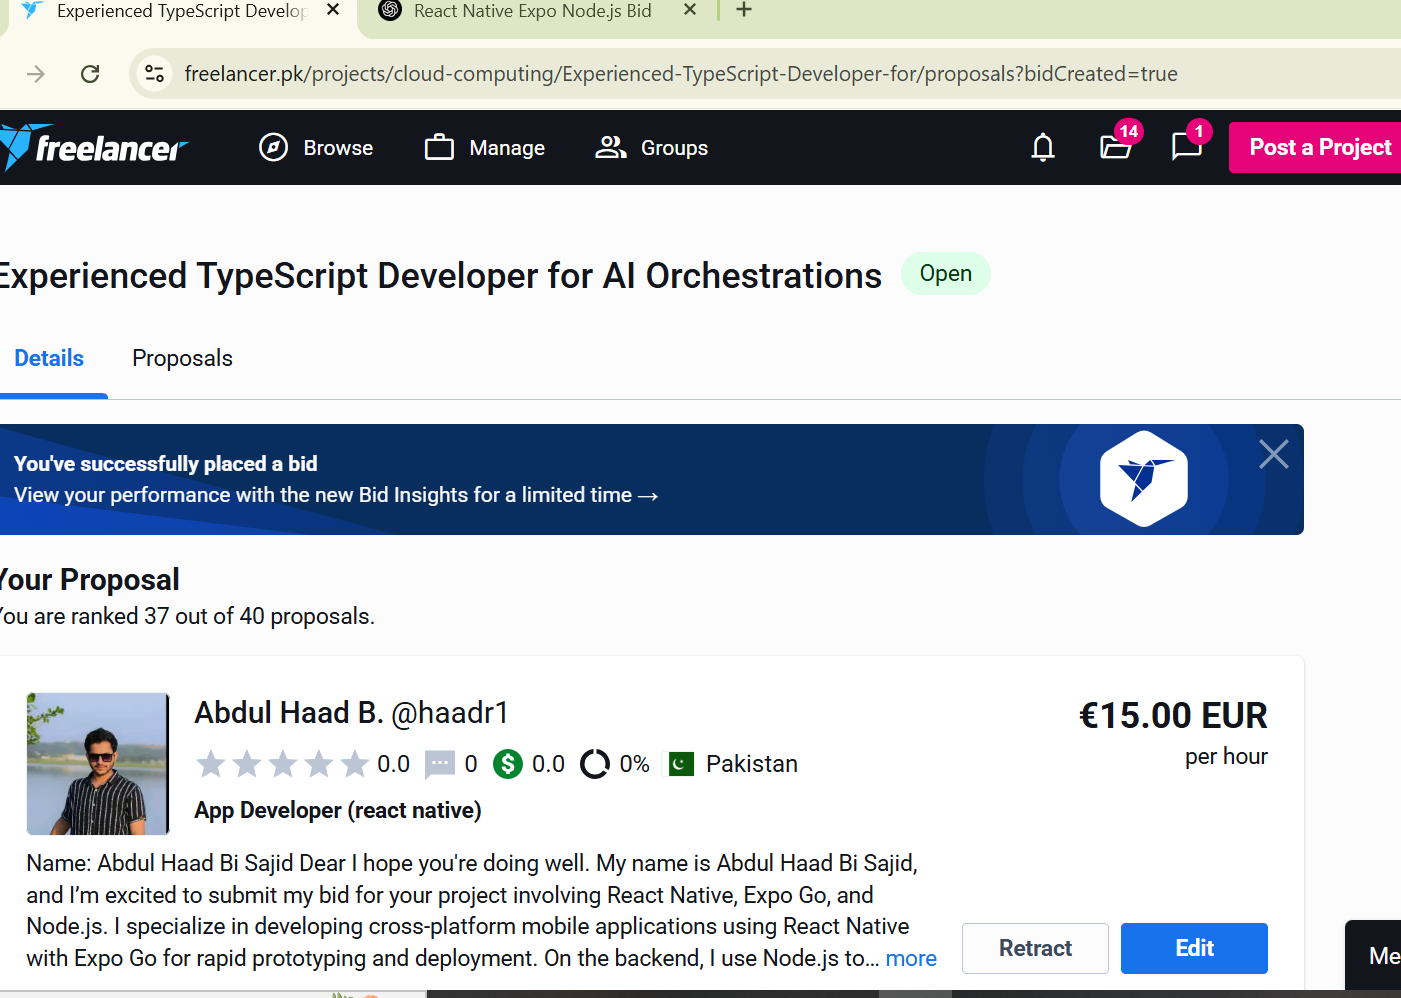 Experienced TypeScript Develop
React Native Expo Node.js Bid
freelancer.pk/projects/cloud-computing/Experienced-TypeScript-Developer-for/proposals?bidCreated=true
freelancer
Browse
Manage
Groups
14
1
Post a Project
Experienced TypeScript Developer for AI Orchestrations
Open
Details
Proposals
You've successfully placed a bid
View your performance with the new Bid Insights for a limited time →
Your Proposal
You are ranked 37 out of 40 proposals.
Abdul Haad B. @haadr1
€15.00 EUR
per hour
0.0 0 0.0 0% Pakistan
App Developer (react native)
Name: Abdul Haad Bi Sajid Dear I hope you're doing well. My name is Abdul Haad Bi Sajid,
and I’m excited to submit my bid for your project involving React Native, Expo Go, and
Node.js. I specialize in developing cross-platform mobile applications using React Native
with Expo Go for rapid prototyping and deployment. On the backend, I use Node.js to... more
Retract
Edit
Me